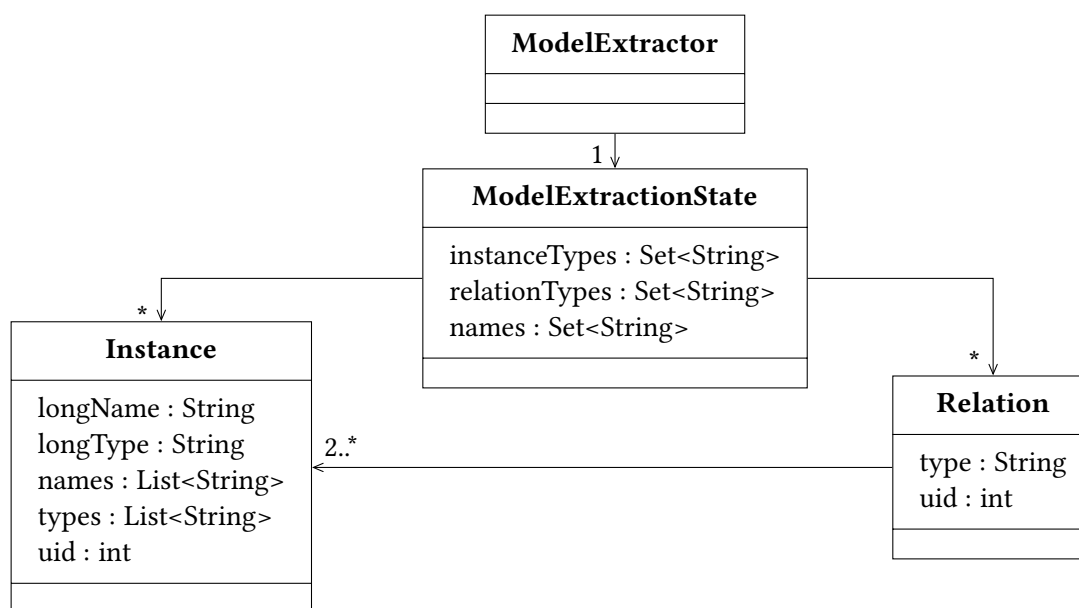 ModelExtractor
1
ModelExtractionState
instanceTypes : Set<String>
relationTypes : Set<String>
names : Set<String>
*
Instance
longName : String
longType : String
names : List<String>
types : List<String>
uid : int
*
Relation
type : String
uid : int
2..*